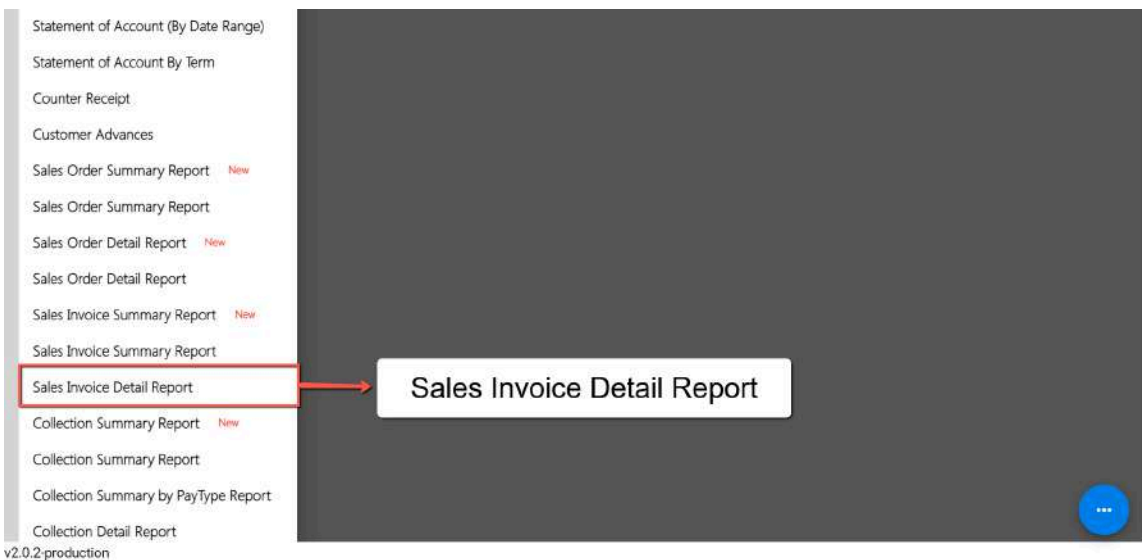 Statement of Account (By Date Range)
Statement of Account By Term
Counter Receipt
Customer Advances
Sales Order Summary Report New
Sales Order Summary Report
Sales Order Detail Report New
Sales Order Detail Report
Sales Invoice Summary Report New
Sales Invoice Summary Report
Sales Invoice Detail Report
Sales Invoice Detail Report
Collection Summary Report New
Collection Summary Report
Collection Summary by PayType Report
Collection Detail Report
v2.0.2-production